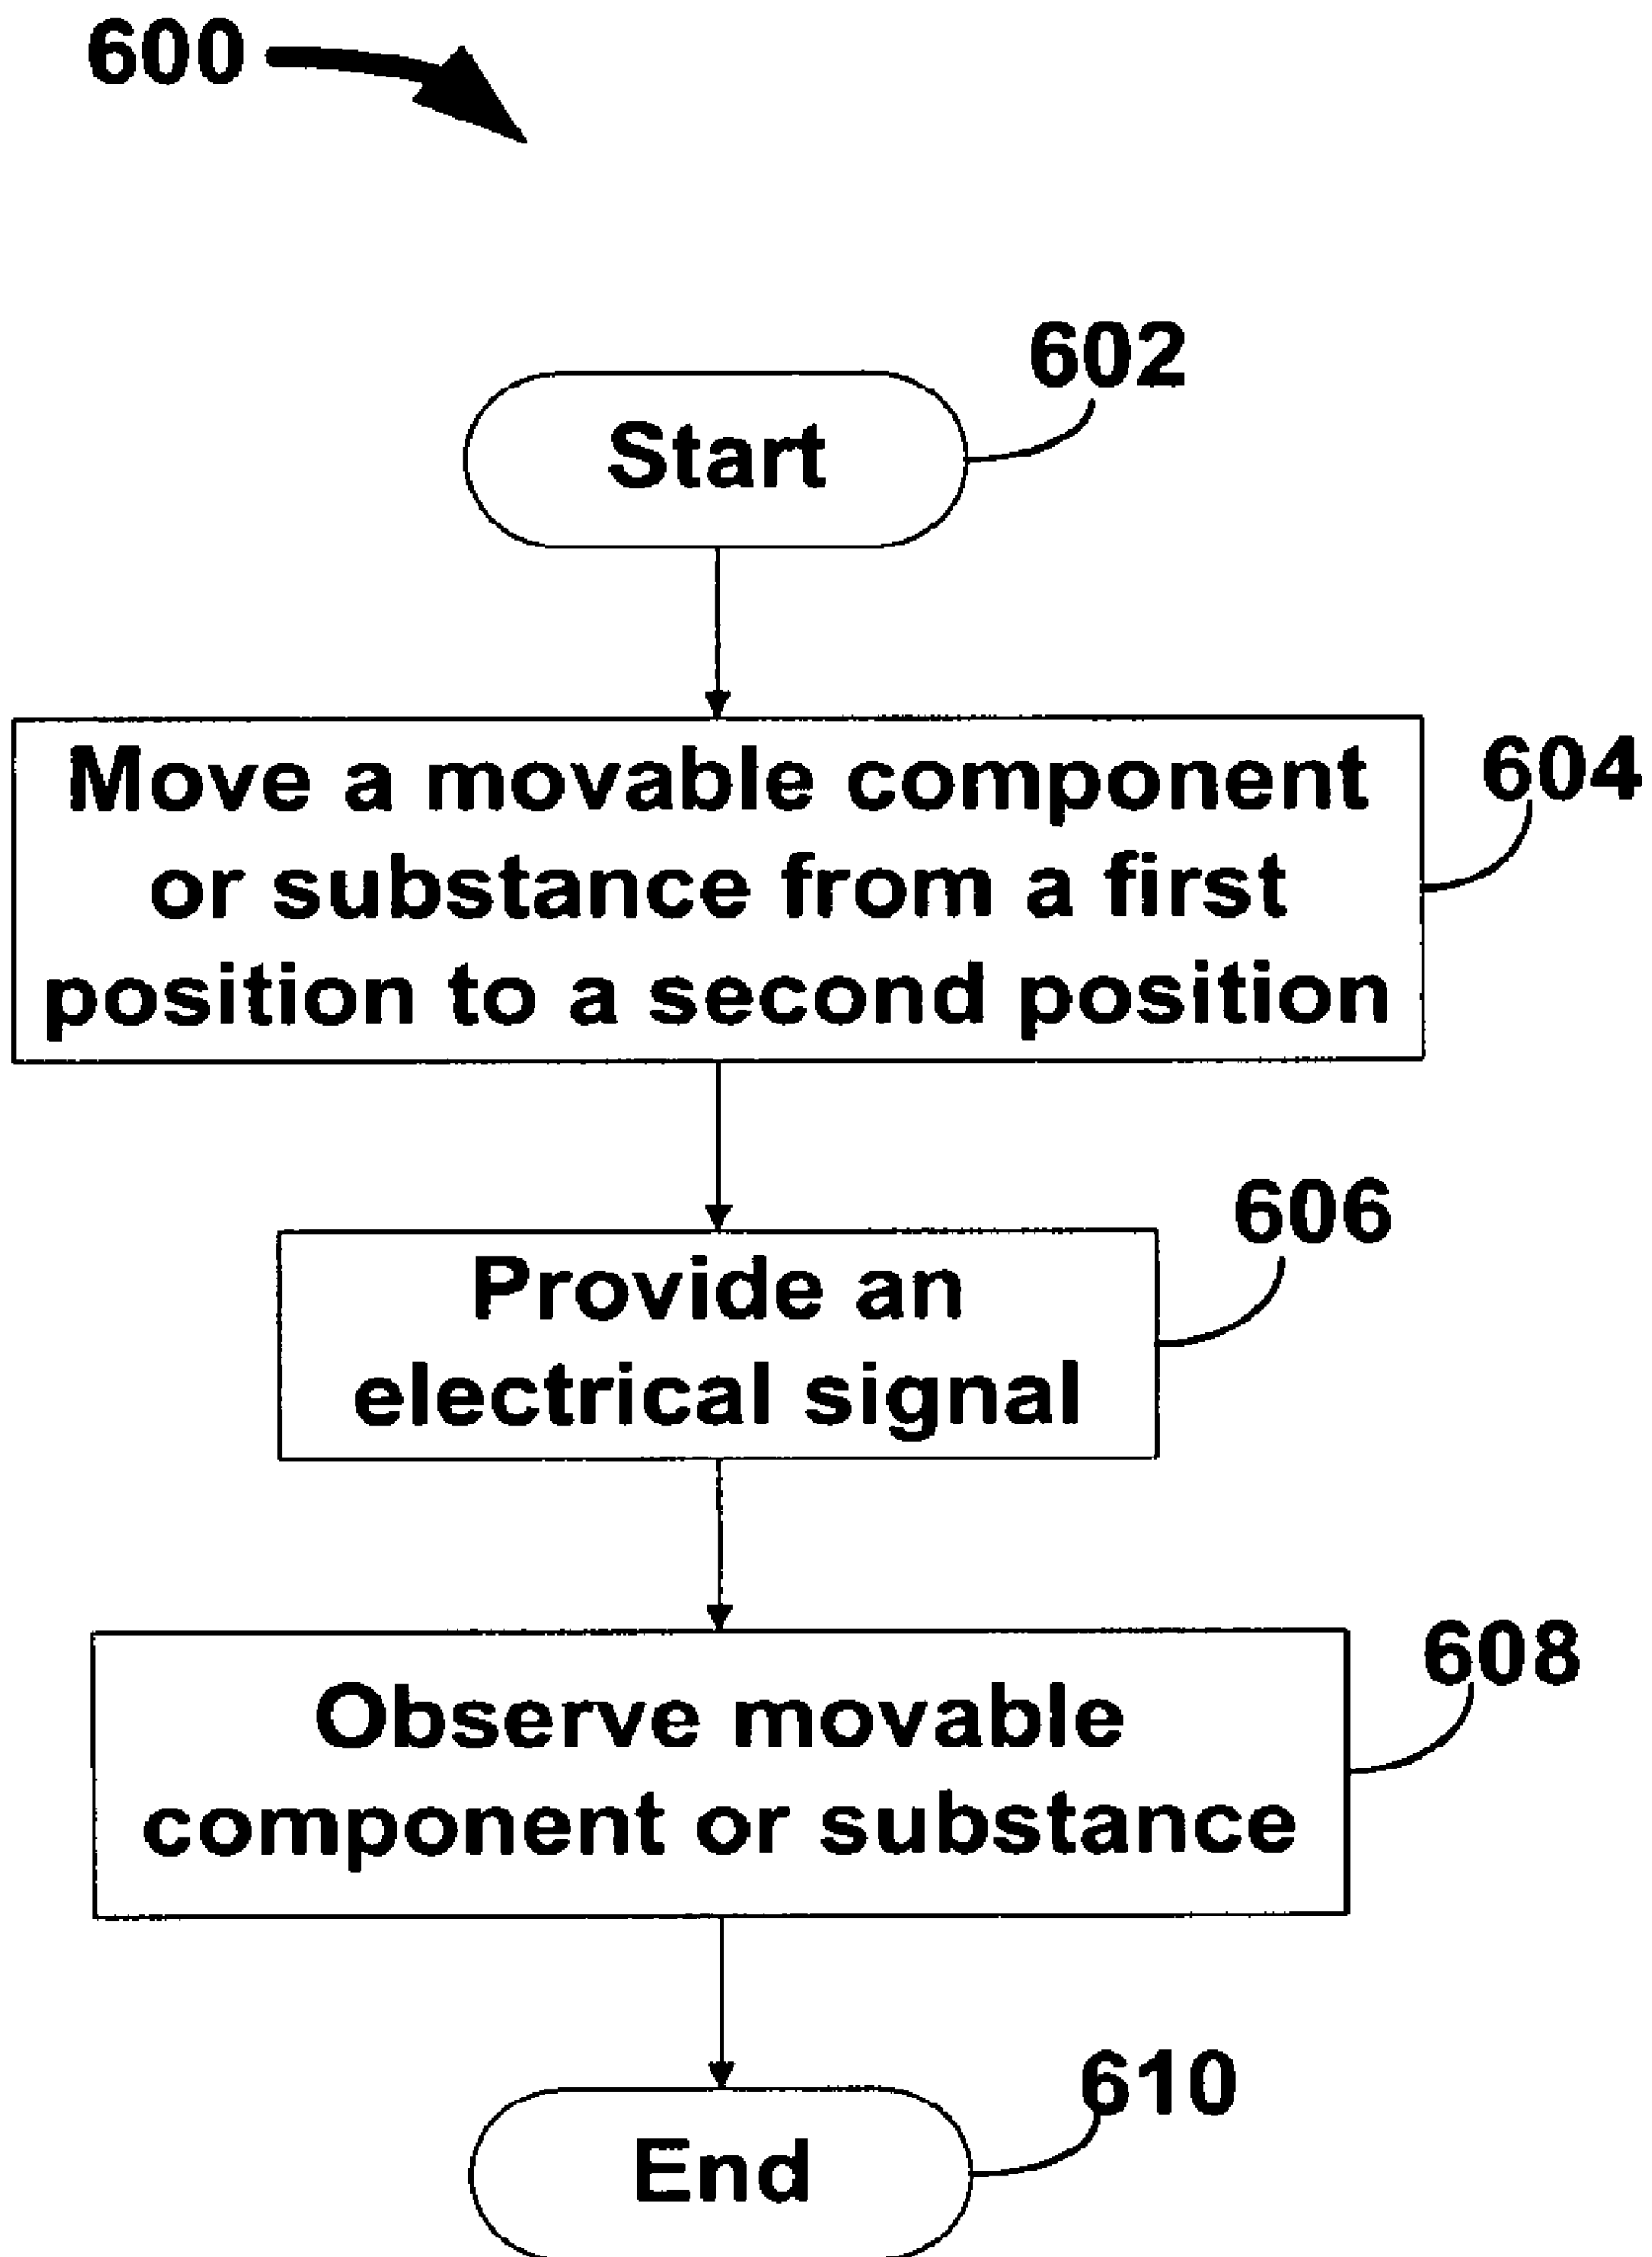 600
602
Start
Move a movable component
or substance from a first
position to a second position
604
606
Provide an
electrical signal
608
Observe movable
component or substance
610
End